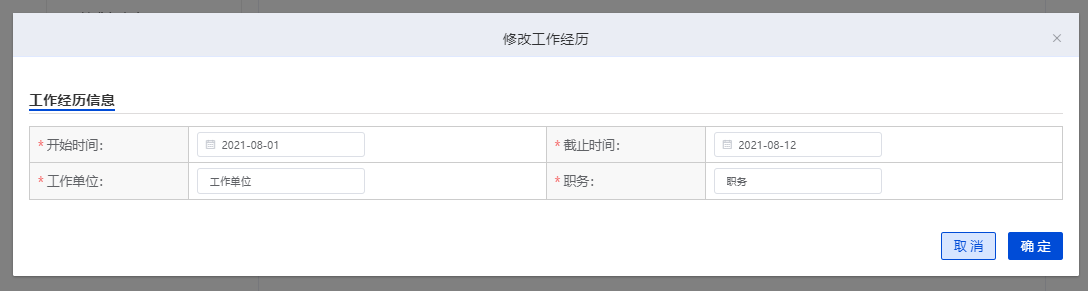 修改工作经历
工作经历信息
*开始时间: 2021-08-01 *截止时间: 2021-08-12
*工作单位: 工作单位 *职务: 职务
取消 确定